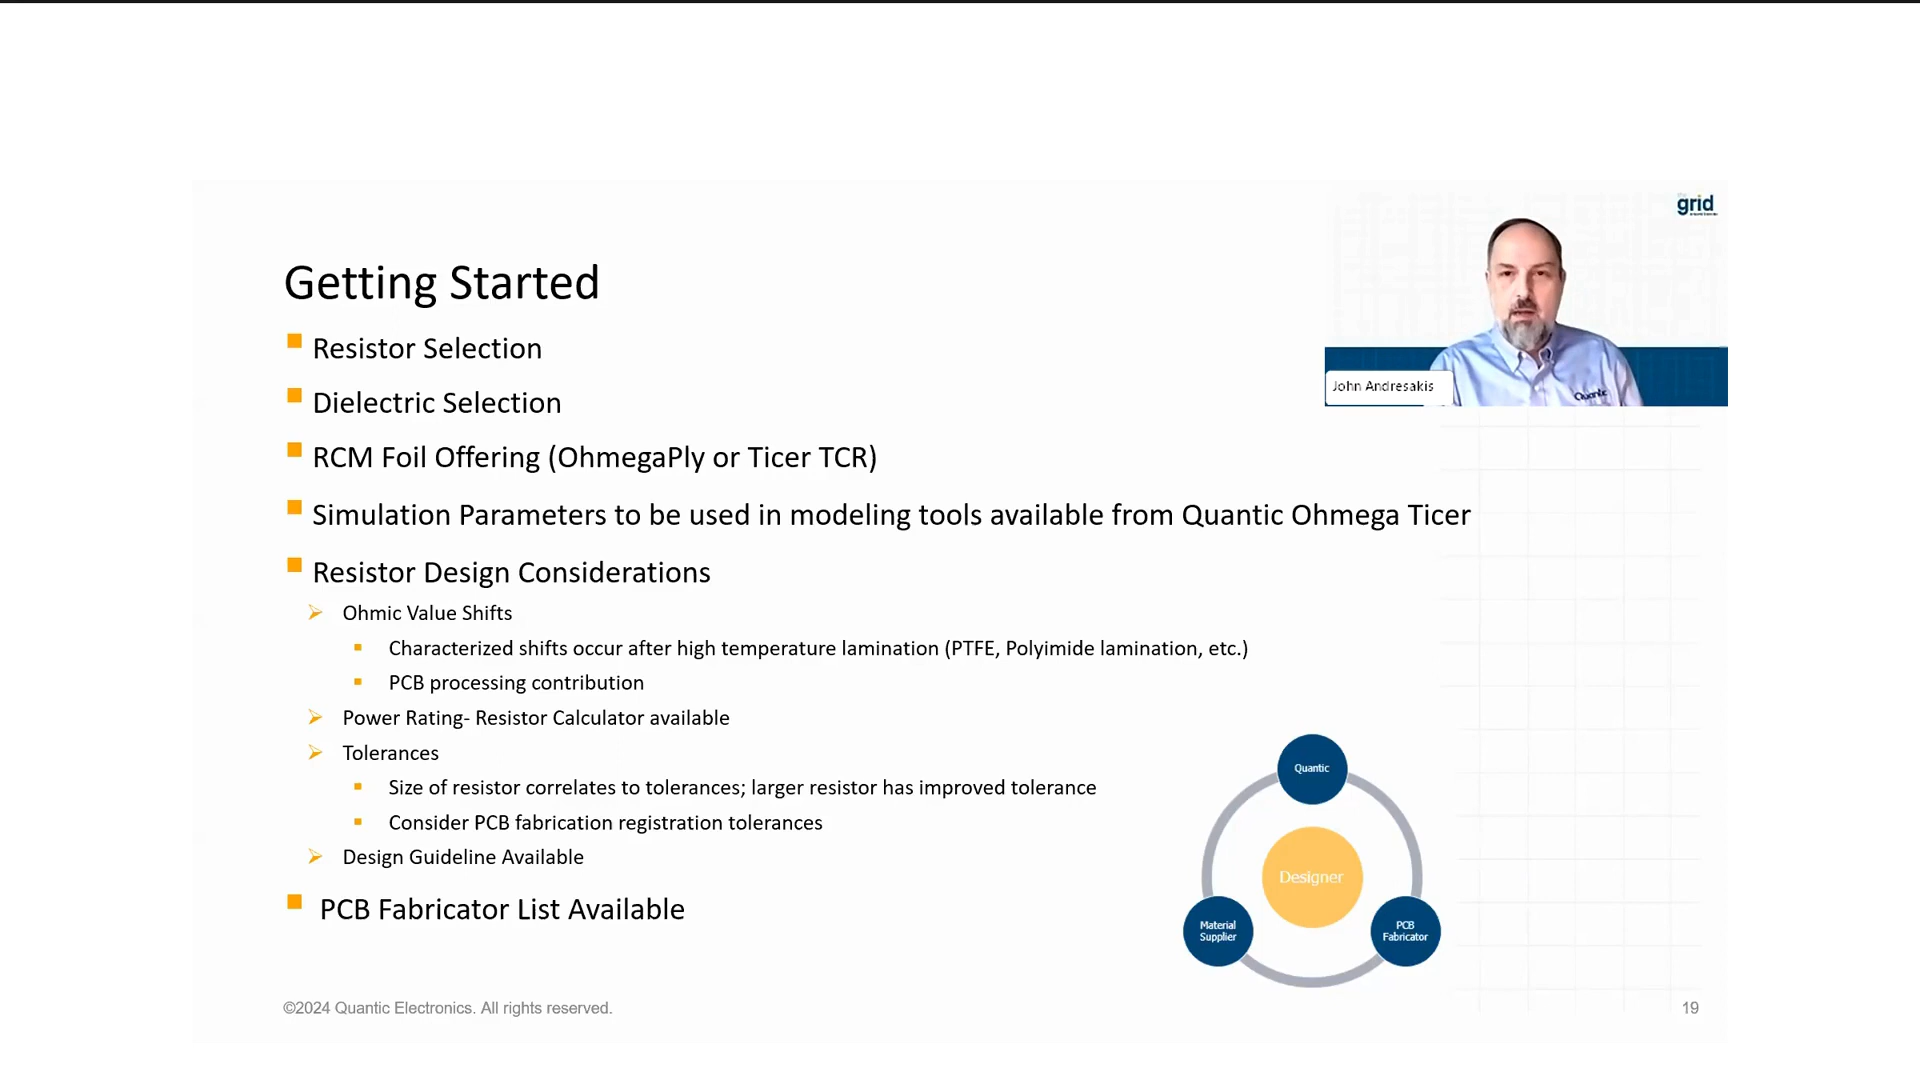 grid
Getting Started
Resistor Selection
John Andresakis
Quantic
Dielectric Selection
RCM Foil Offering (OhmegaPly or Ticer TCR)
Simulation Parameters to be used in modeling tools available from Quantic Ohmega Ticer
Resistor Design Considerations
Ohmic Value Shifts
Characterized shifts occur after high temperature lamination (PTFE, Polyimide lamination, etc.)
PCB processing contribution
Power Rating- Resistor Calculator available
Tolerances
Size of resistor correlates to tolerances; larger resistor has improved tolerance
Consider PCB fabrication registration tolerances
Design Guideline Available
PCB Fabricator List Available
Quantic
Designer
Material
Supplier
PCB
Fabricator
©2024 Quantic Electronics. All rights reserved.
19